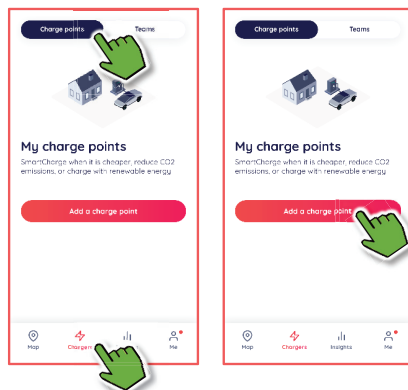 Charge points
Teams
My charge points
SmartCharge when it is cheaper, reduce CO2
emissions, or charge with renewable energy
Add a charge point
Map
Chargers
Me
Charge points
Teams
My charge points
SmartCharge when it is cheaper, reduce CO2
emissions, or charge with renewable energy
Add a charge point
Map
Chargers
Insights
Me